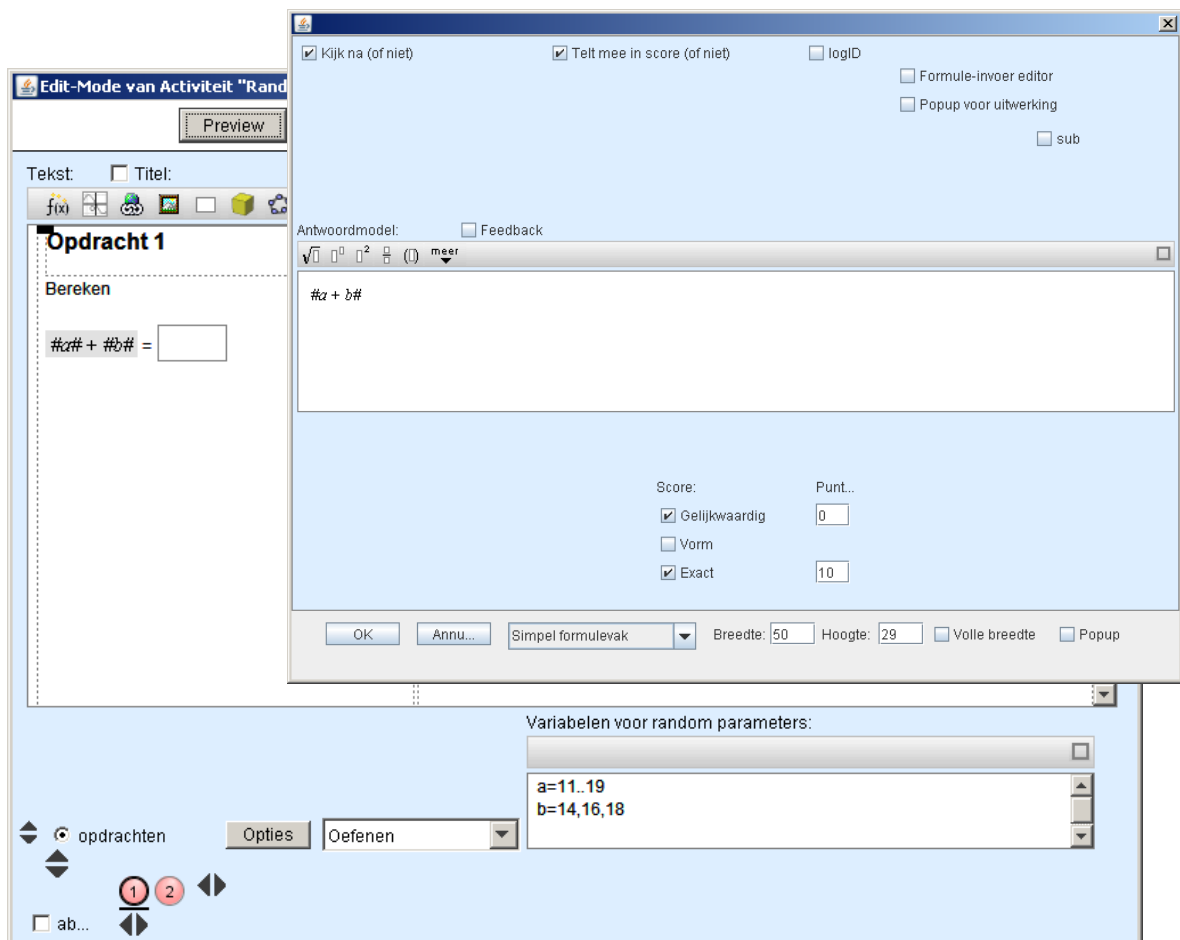 Kijk na (of niet)
Telt mee in score (of niet)
logID
Formule-invoer editor
Popup voor uitwerking
sub
Antwoordmodel:
Feedback
meer
#a + b#
Score:
Punt...
Gelijkwaardig
0
Vorm
Exact
10
OK
Annu...
Simpel formulevak
Breedte: 50
Hoogte: 29
Volle breedte
Popup
Edit-Mode van Activiteit "Rand
Preview
Tekst:
Titel:
f(x)
Opdracht 1
Bereken
#a# + #b# =
Variabelen voor random parameters:
a=11..19
b=14,16,18
opdrachten
Opties
Oefenen
1 2
ab...